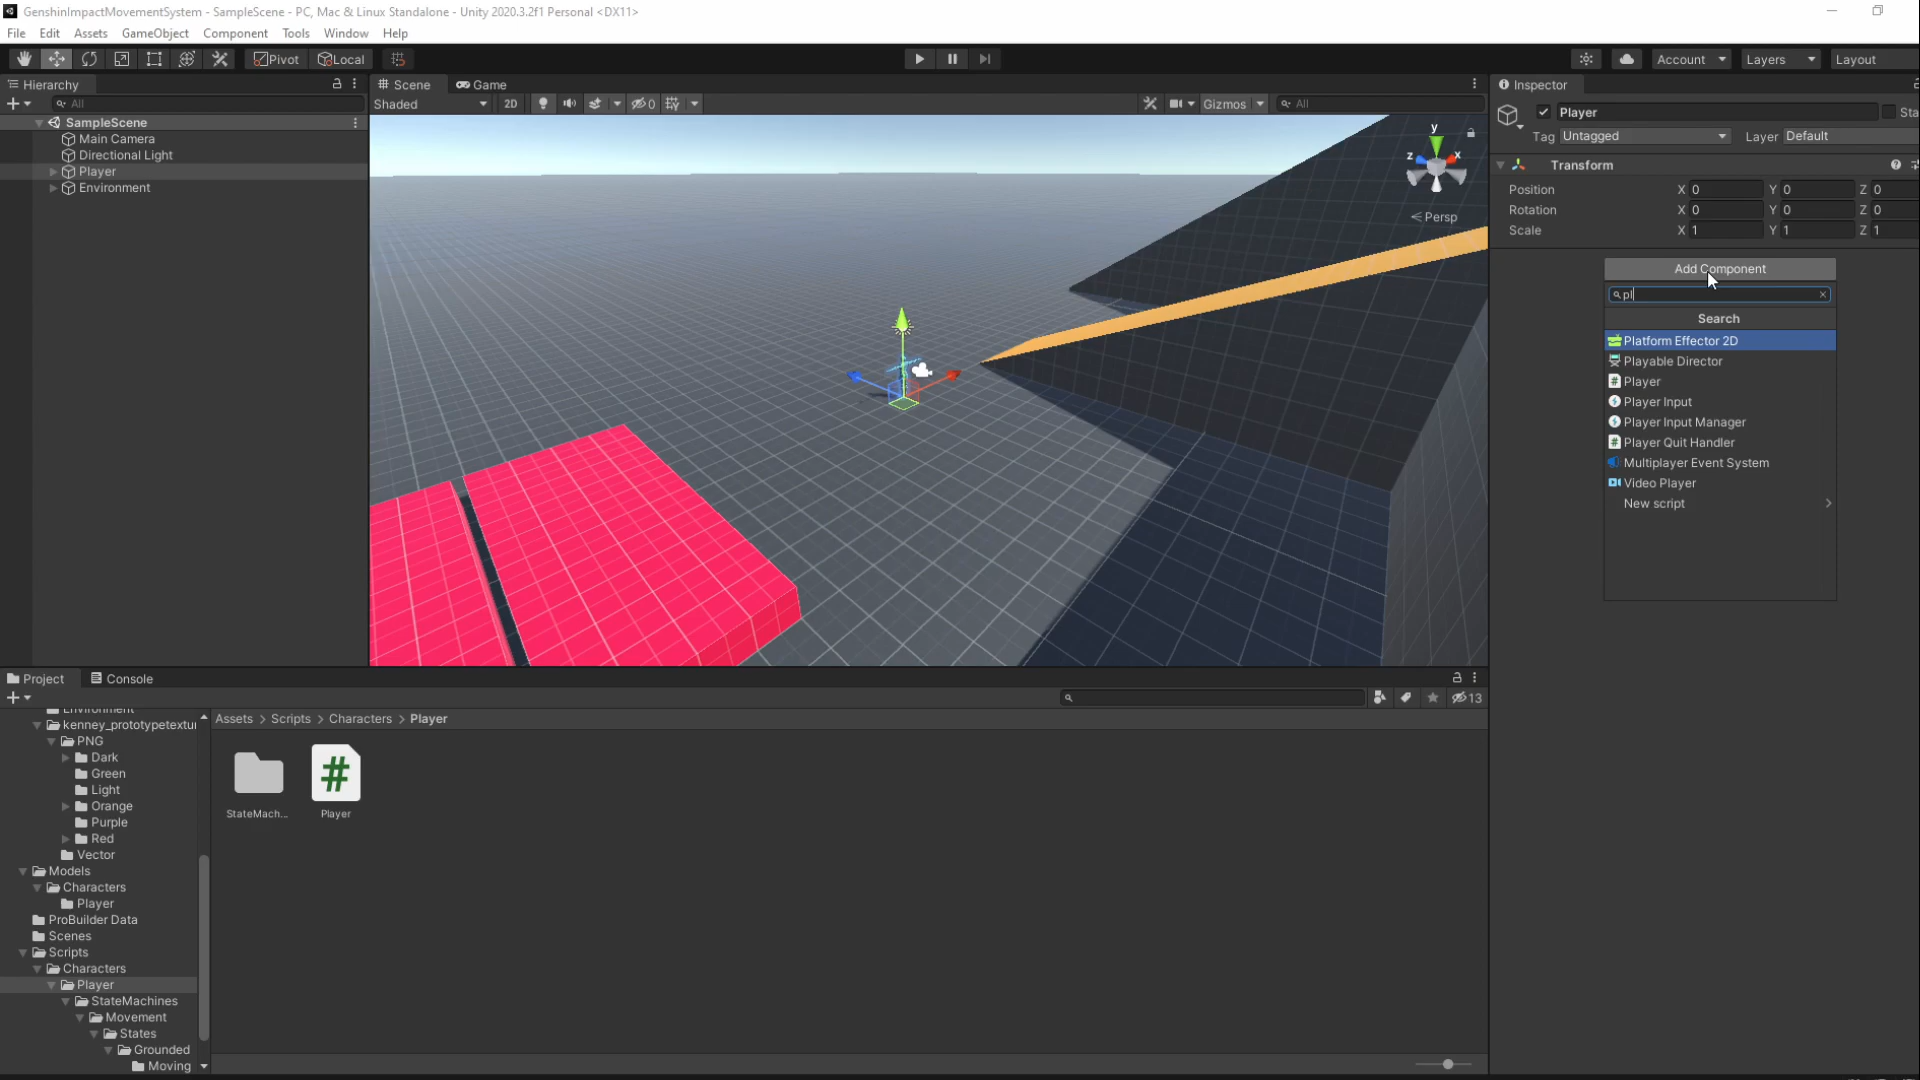 GenshinImpactMovementSystem - SampleScene - PC, Mac & Linux Standalone - Unity 2020.3.2f1 Personal <DX11>
File Edit Assets GameObject Component Tools Window Help
Pivot Local Account Layers Layout
Hierarchy
All
SampleScene
Main Camera
Directional Light
Player
Environment
Scene Game
Shaded 2D 0 Gizmos All
y
z x
Persp
Inspector
Player Sta
Tag Untagged Layer Default
Transform
Position X 0 Y 0 Z 0
Rotation X 0 Y 0 Z 0
Scale X 1 Y 1 Z 1
Add Component
pl
Search
Platform Effector 2D
Playable Director
Player
Player Input
Player Input Manager
Player Quit Handler
Multiplayer Event System
Video Player
New script
Project Console
13
Environment
kenney_prototypetextur
PNG
Dark
Green
Light
Orange
Purple
Red
Vector
Models
Characters
Player
ProBuilder Data
Scenes
Scripts
Characters
Player
StateMachines
Movement
States
Grounded
Moving
Assets > Scripts > Characters > Player
StateMach... Player